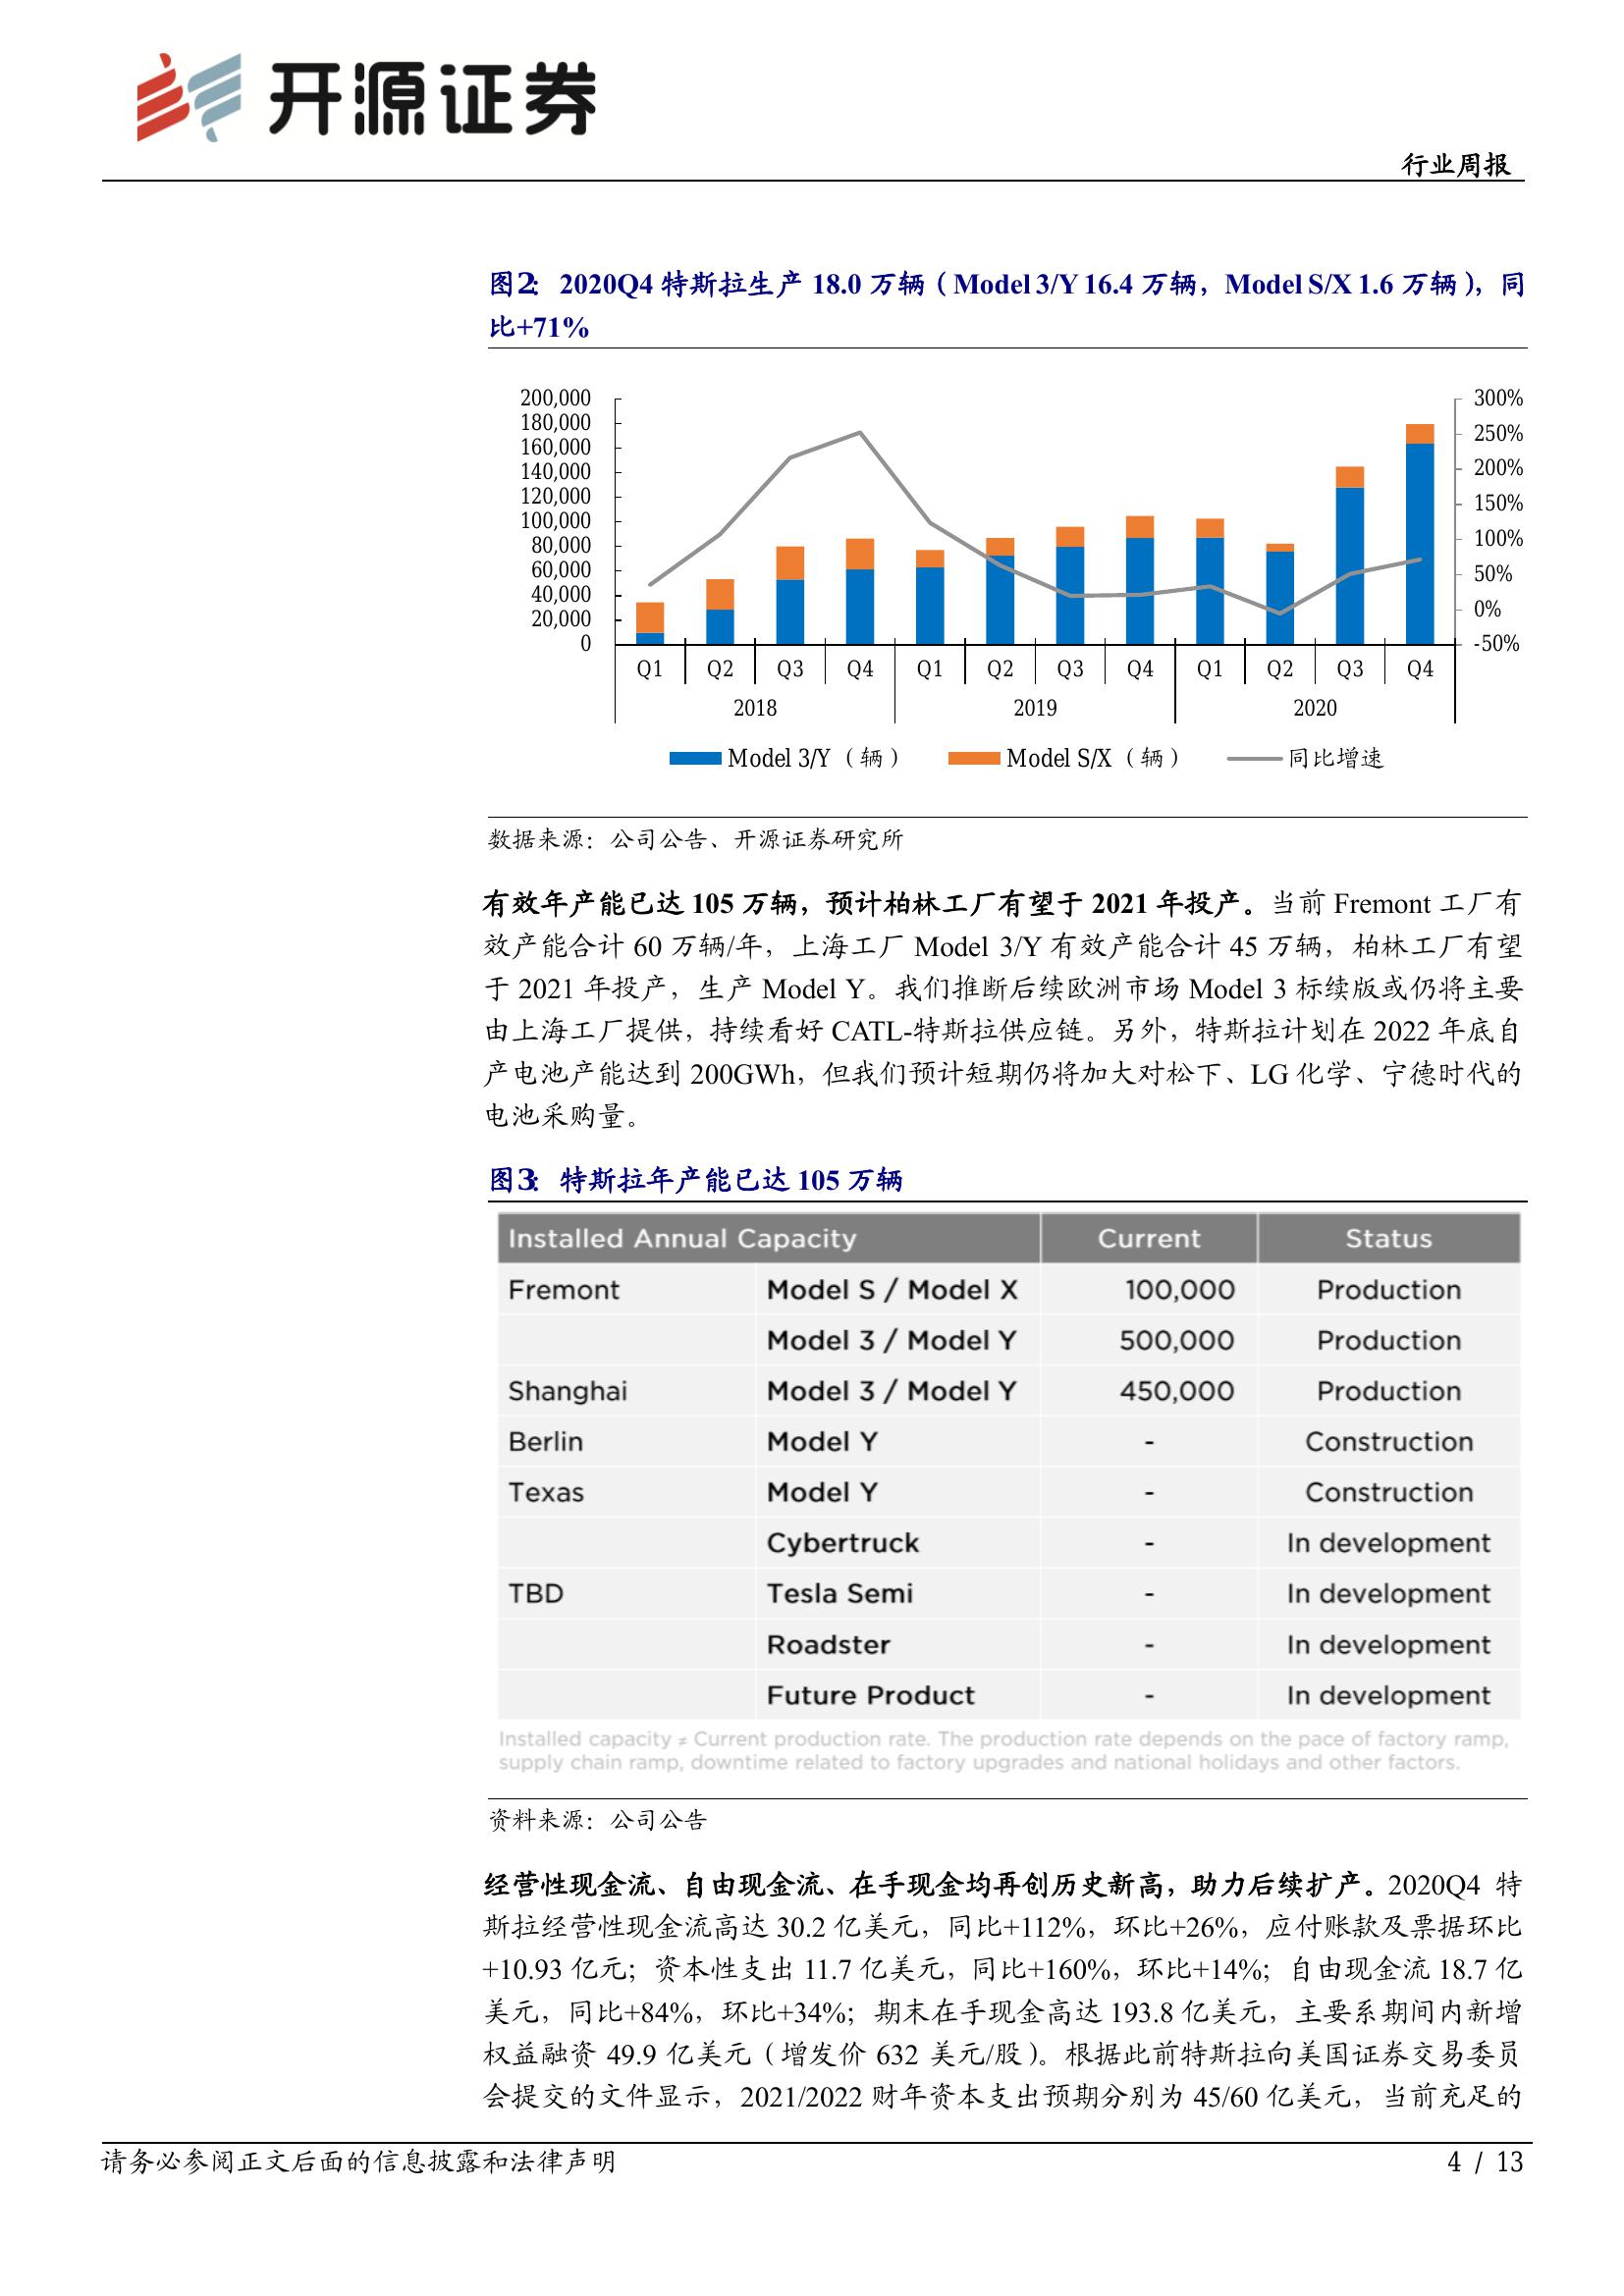 开源证券
行业周报
图2：2020Q4 特斯拉生产 18.0 万辆（Model 3/Y 16.4 万辆，Model S/X 1.6 万辆），同
比+71%
200,000
180,000
160,000
140,000
120,000
100,000
80,000
60,000
40,000
20,000
0
300%
250%
200%
150%
100%
50%
0%
-50%
Q1 Q2 Q3 Q4 Q1 Q2 Q3 Q4 Q1 Q2 Q3 Q4
2018 2019 2020
Model 3/Y（辆） Model S/X（辆） 同比增速
数据来源：公司公告、开源证券研究所
有效年产能已达 105 万辆，预计柏林工厂有望于 2021 年投产。当前 Fremont 工厂有
效产能合计 60 万辆/年，上海工厂 Model 3/Y 有效产能合计 45 万辆，柏林工厂有望
于 2021 年投产，生产 Model Y。我们推断后续欧洲市场 Model 3 标续版或仍将主要
由上海工厂提供，持续看好 CATL-特斯拉供应链。另外，特斯拉计划在 2022 年底自
产电池产能达到 200GWh，但我们预计短期仍将加大对松下、LG 化学、宁德时代的
电池采购量。
图3：特斯拉年产能已达 105 万辆
Installed Annual Capacity Current Status
Fremont Model S / Model X 100,000 Production
Model 3 / Model Y 500,000 Production
Shanghai Model 3 / Model Y 450,000 Production
Berlin Model Y - Construction
Texas Model Y - Construction
Cybertruck - In development
TBD Tesla Semi - In development
Roadster - In development
Future Product - In development
Installed capacity ≠ Current production rate. The production rate depends on the pace of factory ramp,
supply chain ramp, downtime related to factory upgrades and national holidays and other factors.
资料来源：公司公告
经营性现金流、自由现金流、在手现金均再创历史新高，助力后续扩产。2020Q4 特
斯拉经营性现金流高达 30.2 亿美元，同比+112%，环比+26%，应付账款及票据环比
+10.93 亿元；资本性支出 11.7 亿美元，同比+160%，环比+14%；自由现金流 18.7 亿
美元，同比+84%，环比+34%；期末在手现金高达 193.8 亿美元，主要系期间内新增
权益融资 49.9 亿美元（增发价 632 美元/股）。根据此前特斯拉向美国证券交易委员
会提交的文件显示，2021/2022 财年资本支出预期分别为 45/60 亿美元，当前充足的
请务必参阅正文后面的信息披露和法律声明
4 / 13